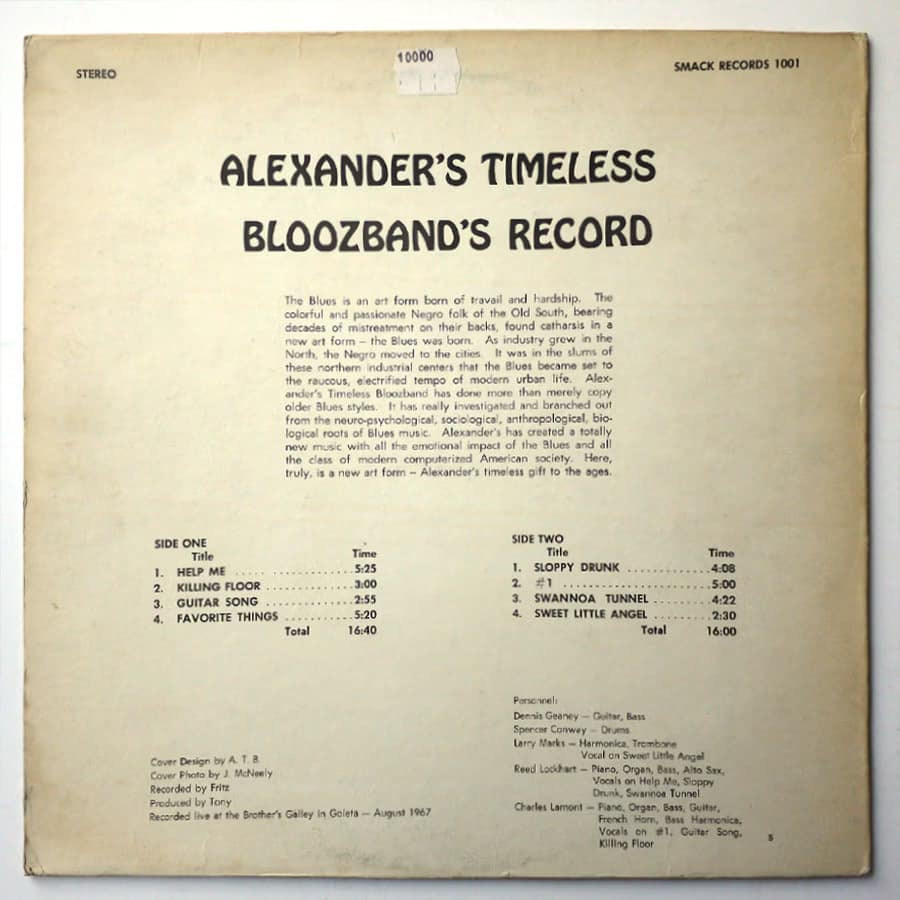 STEREO
10000
SMACK RECORDS 1001
ALEXANDER'S TIMELESS
BLOOZBAND'S RECORD
The Blues is an art form born of travail and hardship. The
colorful and passionate Negro folk of the Old South, bearing
decades of mistreatment on their backs, found catharsis in a
new art form – the Blues was born. As industry grew in the
North, the Negro moved to the cities. It was in the slums of
these northern industrial centers that the Blues became set to
the raucous, electrified tempo of modern urban life. Alex-
ander's Timeless Bloozband has done more than merely copy
older Blues styles. It has really investigated and branched out
from the neuro-psychological, sociological, anthropological, bio-
logical roots of Blues music. Alexander's has created a totally
new music with all the emotional impact of the Blues and all
the class of modern computerized American society. Here,
truly, is a new art form – Alexander's timeless gift to the ages.
SIDE ONE
Title Time
1. HELP ME . . . . . . . . . . . . . . . . . 5:25
2. KILLING FLOOR . . . . . . . . . . . . 3:00
3. GUITAR SONG . . . . . . . . . . . . . 2:55
4. FAVORITE THINGS . . . . . . . . . . 5:20
Total 16:40
SIDE TWO
Title Time
1. SLOPPY DRUNK . . . . . . . . . . . . 4:08
2. #1 . . . . . . . . . . . . . . . . . . . . . 5:00
3. SWANNOA TUNNEL . . . . . . . . 4:22
4. SWEET LITTLE ANGEL . . . . . . . . 2:30
Total 16:00
Cover Design by A. T. B.
Cover Photo by J. McNeely
Recorded by Fritz
Produced by Tony
Recorded live at the Brother's Galley in Goleta – August 1967
Personnel:
Dennis Geaney – Guitar, Bass
Spencer Conway – Drums
Larry Marks – Harmonica, Trombone
Vocal on Sweet Little Angel
Reed Lockhart – Piano, Organ, Bass, Alto Sax,
Vocals on Help Me, Sloppy
Drunk, Swannoa Tunnel
Charles Lamont – Piano, Organ, Bass, Guitar,
French Horn, Bass Harmonica,
Vocals on #1, Guitar Song,
Killing Floor
S